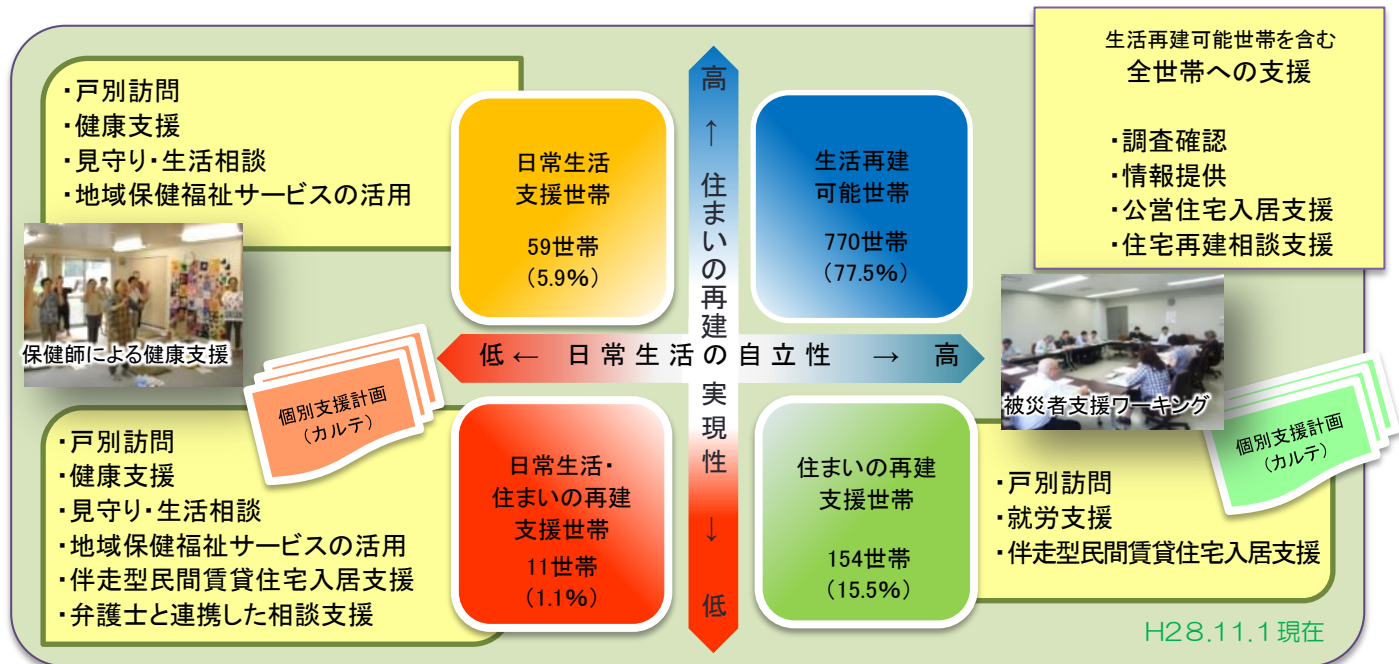 ・戸別訪問
・健康支援
・見守り・生活相談
・地域保健福祉サービスの活用
保健師による健康支援
日常生活
支援世帯
59世帯
（5.9%）
高 ↑ 住まいの再建の実現性 ↓ 低
生活再建
可能世帯
770世帯
（77.5%）
生活再建可能世帯を含む
全世帯への支援
・調査確認
・情報提供
・公営住宅入居支援
・住宅再建相談支援
被災者支援ワーキング
低 ← 日常生活の自立性 → 高
個別支援計画
（カルテ）
・戸別訪問
・健康支援
・見守り・生活相談
・地域保健福祉サービスの活用
・伴走型民間賃貸住宅入居支援
・弁護士と連携した相談支援
日常生活・
住まいの再建
支援世帯
11世帯
（1.1%）
住まいの再建
支援世帯
154世帯
（15.5%）
個別支援計画
（カルテ）
・戸別訪問
・就労支援
・伴走型民間賃貸住宅入居支援
H28.11.1現在